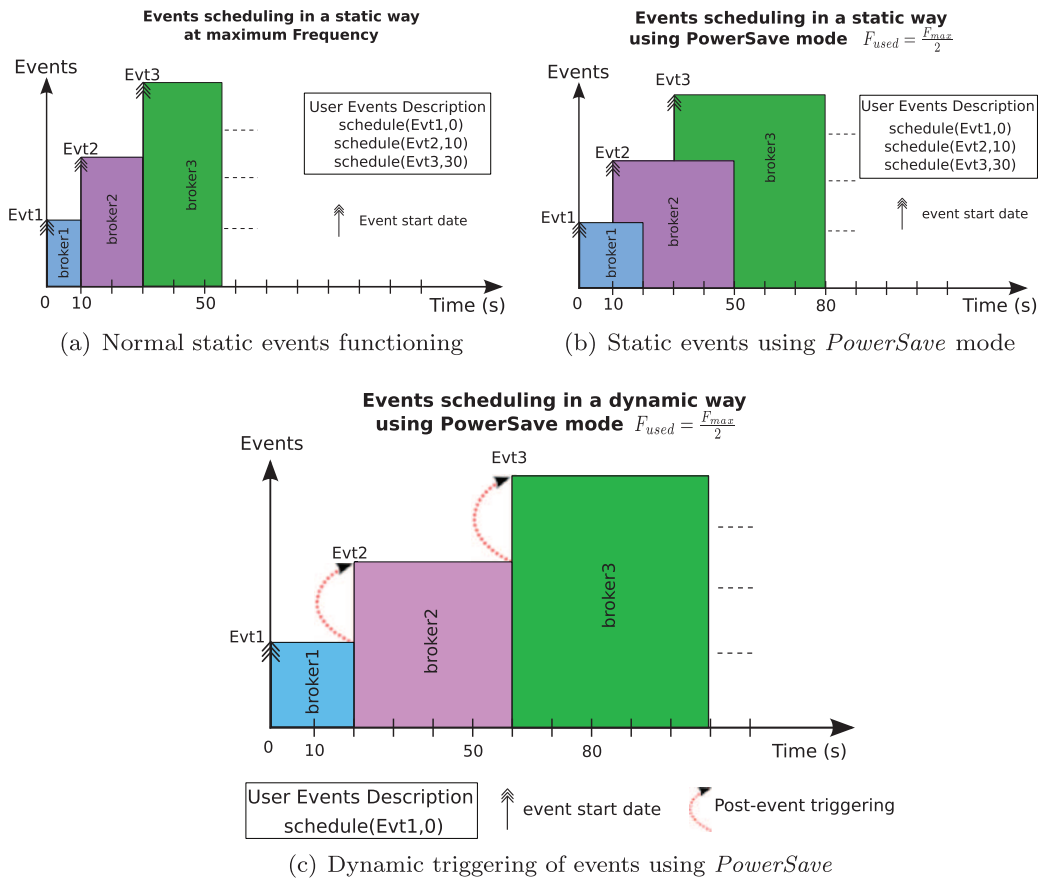 Events scheduling in a static way
at maximum Frequency
Events
Evt3
Evt2
Evt1
broker1
broker2
broker3
User Events Description
schedule(Evt1,0)
schedule(Evt2,10)
schedule(Evt3,30)
Event start date
0 10 50
Time (s)
(a) Normal static events functioning
Events scheduling in a static way
using PowerSave mode F_used = F_max/2
Events
Evt3
Evt2
Evt1
broker1
broker2
broker3
User Events Description
schedule(Evt1,0)
schedule(Evt2,10)
schedule(Evt3,30)
event start date
0 10 50 80
Time (s)
(b) Static events using PowerSave mode
Events scheduling in a dynamic way
using PowerSave mode F_used = F_max/2
Events
Evt3
Evt2
Evt1
broker1
broker2
broker3
0 10 50 80
Time (s)
User Events Description
schedule(Evt1,0)
event start date
Post-event triggering
(c) Dynamic triggering of events using PowerSave